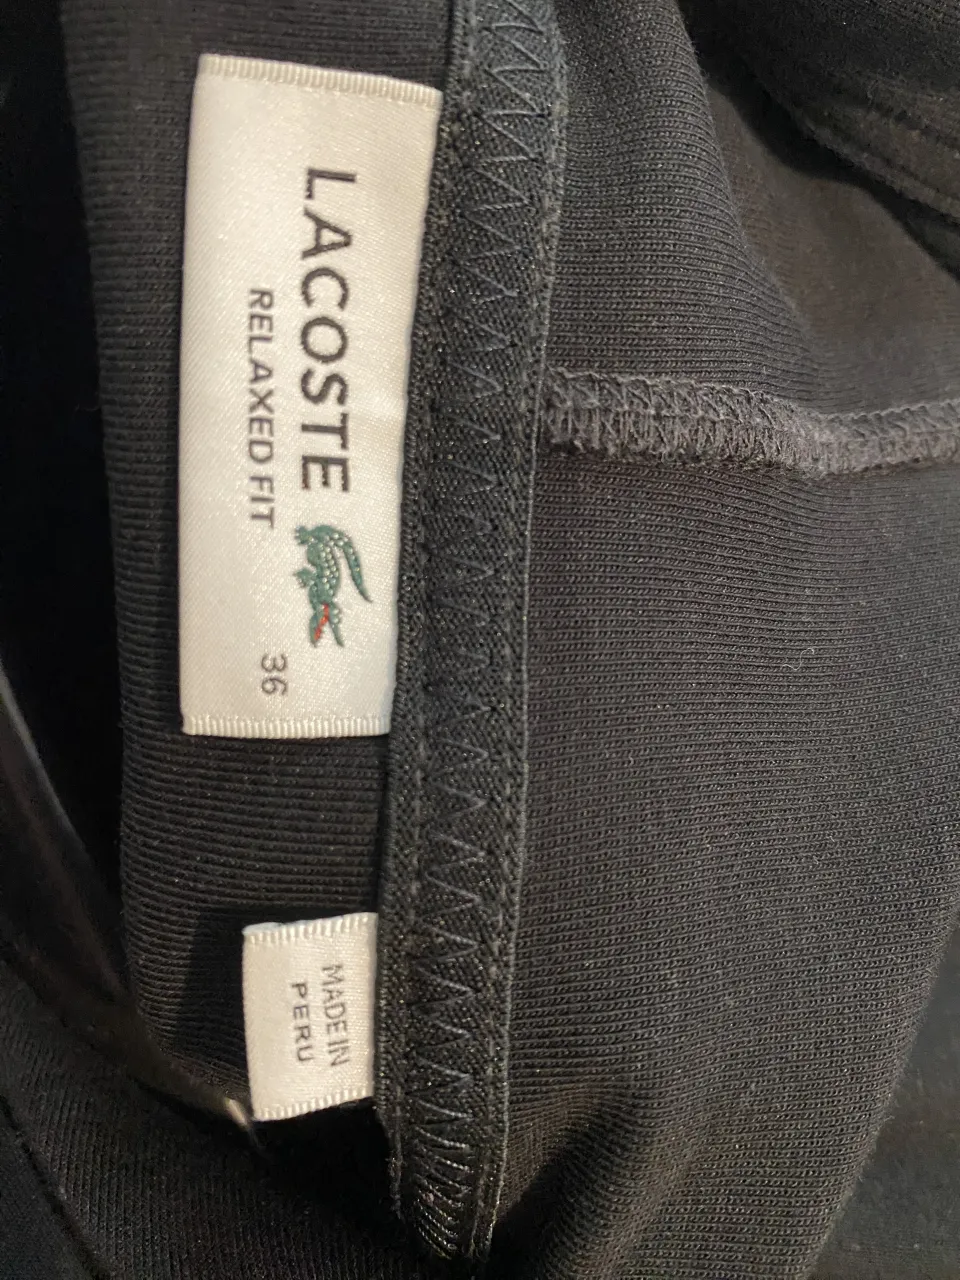 LACOSTE
RELAXED FIT
36
MADE IN
PERU